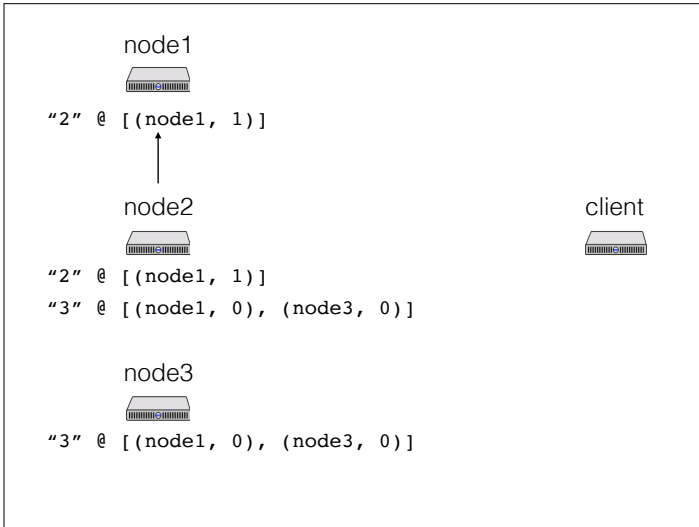 node1
“2” @ [(node1, 1)]
node2
client
“2” @ [(node1, 1)]
“3” @ [(node1, 0), (node3, 0)]
node3
“3” @ [(node1, 0), (node3, 0)]